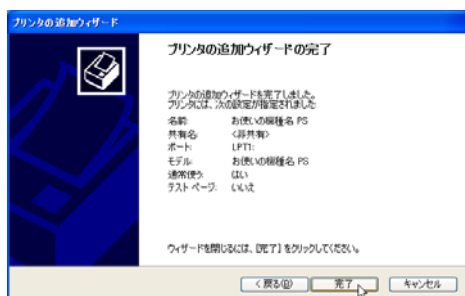 プリンタの追加ウィザード
プリンタの追加ウィザードの完了
プリンタの追加ウィザードを完了しました。
プリンタには、次の設定が指定されました
名前: お使いの機種名 PS
共有名: <非共有>
ポート: LPT1:
モデル: お使いの機種名 PS
通常使う: はい
テスト ページ: いいえ
ウィザードを閉じるには、[完了] をクリックしてください。
< 戻る(B) 完了 キャンセル